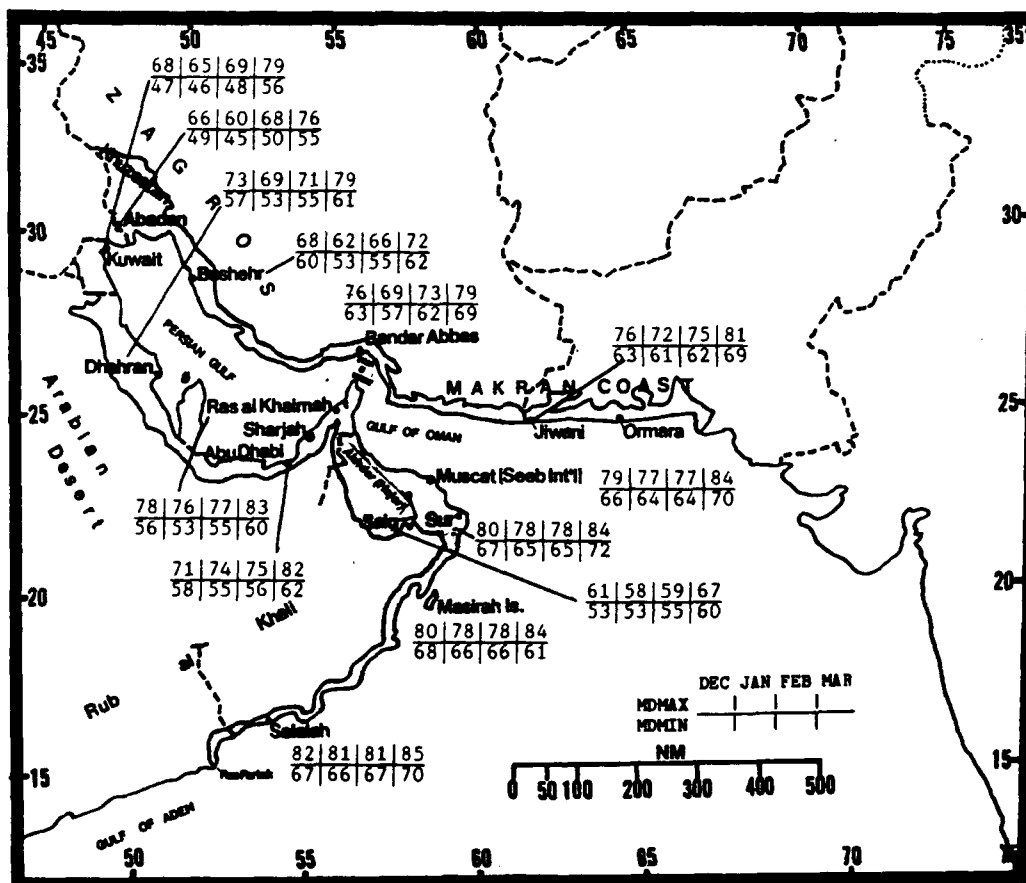 45 50 55 60 65 70 75
35 35
68 65 69 79
47 46 48 56
Z A G R O S
66 60 68 76
49 45 50 55
73 69 71 79
57 53 55 61
Abadan
30 30
68 62 66 72
60 53 55 62
Kuwait
Bushehr
76 69 73 79
63 57 62 69
PERSIAN GULF
Bandar Abbas
76 72 75 81
63 61 62 69
Dhahran
MAKRAN COAST
Arabian Desert
Ras al Khaimah
25 25
Sharjah
GULF OF OMAN
Jiwani
Ormara
Abu Dhabi
Muscat (Seeb Int'l)
79 77 77 84
66 64 64 70
78 76 77 83
56 53 55 60
Saiq
Sur
80 78 78 84
67 65 65 72
71 74 75 82
58 55 56 62
61 58 59 67
53 53 55 60
20 20
Khali
Masirah Is.
80 78 78 84
68 66 66 61
al
Rub
DEC JAN FEB MAR
MDMAX
MDMIN
Salalah
82 81 81 85
67 66 67 70
NM
0 50 100 200 300 400 500
15
GULF OF ADEN
50 55 60 65 70